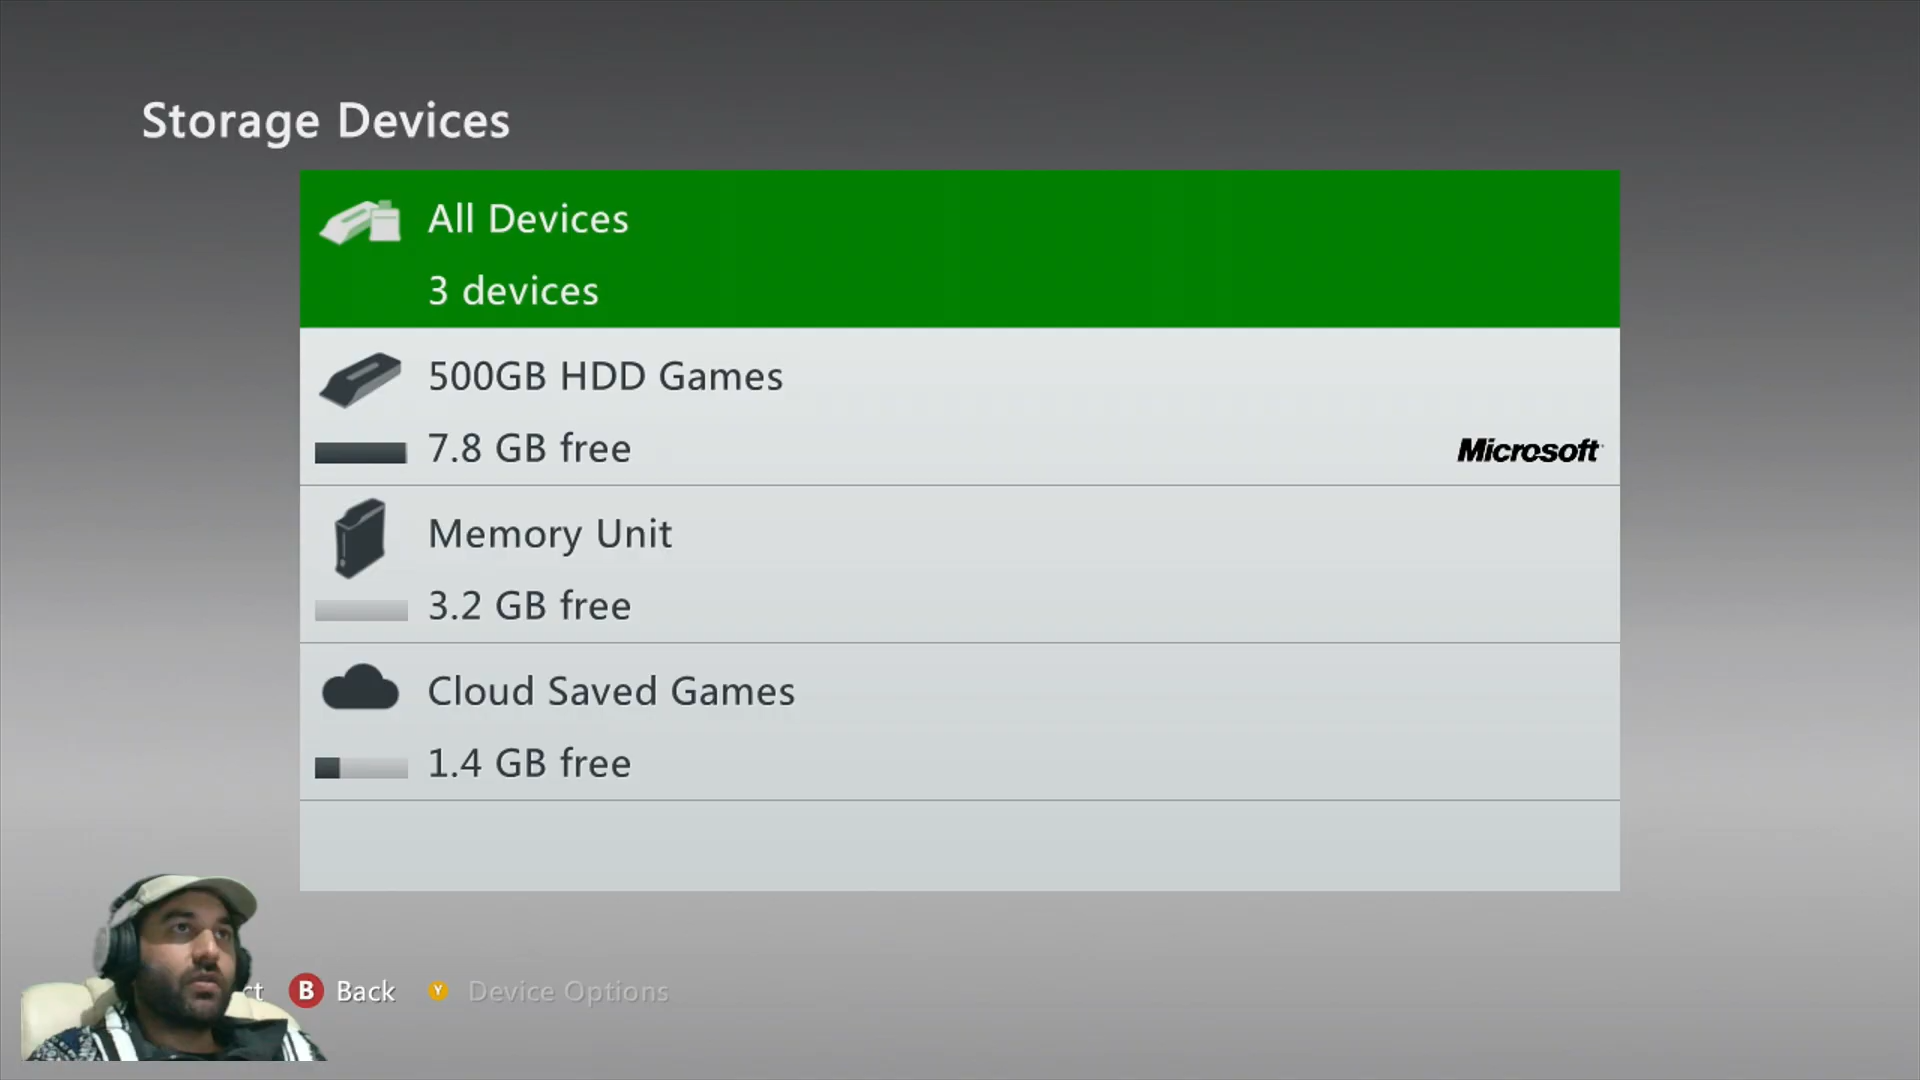 Storage Devices
All Devices
3 devices
500GB HDD Games
7.8 GB free
Microsoft
Memory Unit
3.2 GB free
Cloud Saved Games
1.4 GB free
B Back Y Device Options